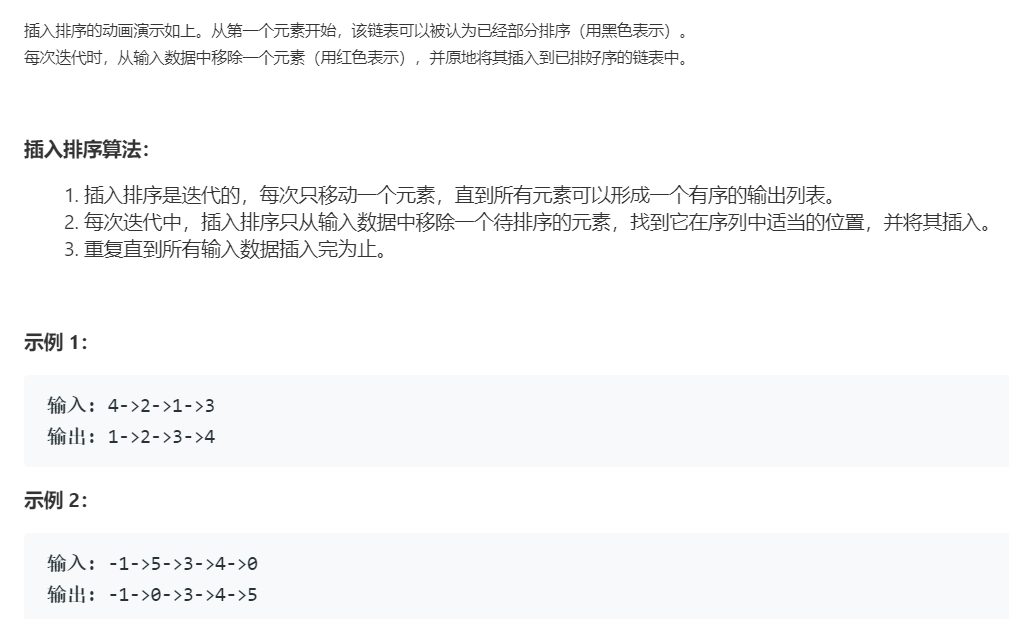 插入排序的动画演示如上。从第一个元素开始，该链表可以被认为已经部分排序（用黑色表示）。
每次迭代时，从输入数据中移除一个元素（用红色表示），并原地将其插入到已排好序的链表中。
插入排序算法：
1. 插入排序是迭代的，每次只移动一个元素，直到所有元素可以形成一个有序的输出列表。
2. 每次迭代中，插入排序只从输入数据中移除一个待排序的元素，找到它在序列中适当的位置，并将其插入。
3. 重复直到所有输入数据插入完为止。
示例 1：
输入: 4->2->1->3
输出: 1->2->3->4
示例 2：
输入: -1->5->3->4->0
输出: -1->0->3->4->5